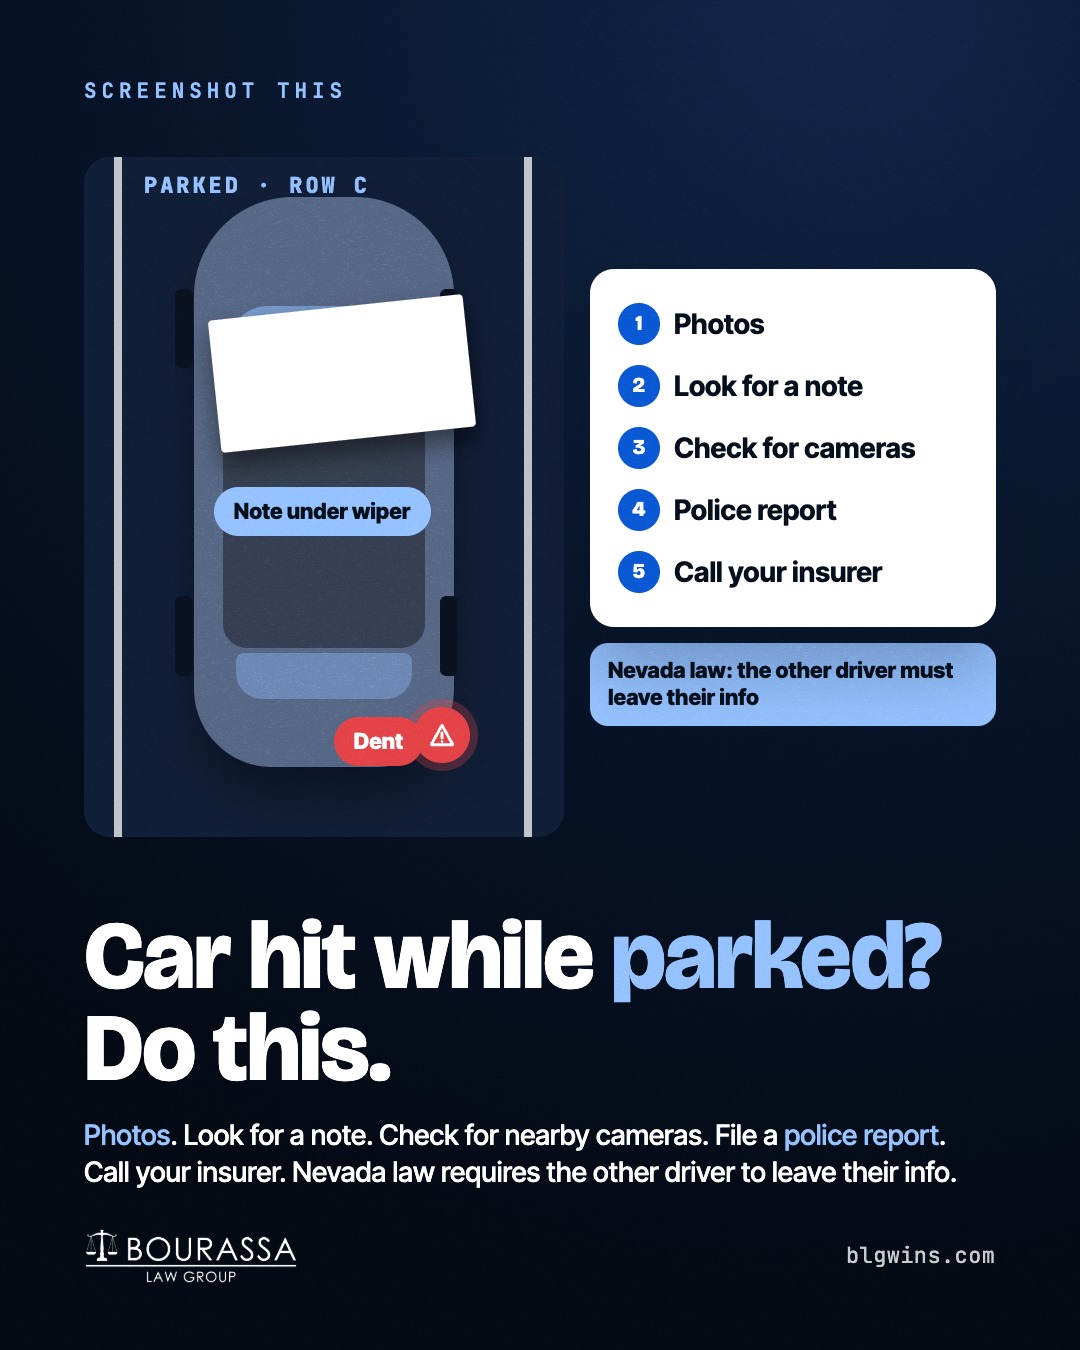 SCREENSHOT THIS
PARKED · ROW C
Note under wiper
Dent
1 Photos
2 Look for a note
3 Check for cameras
4 Police report
5 Call your insurer
Nevada law: the other driver must
leave their info
Car hit while parked?
Do this.
Photos. Look for a note. Check for nearby cameras. File a police report.
Call your insurer. Nevada law requires the other driver to leave their info.
BOURASSA
LAW GROUP
blgwins.com